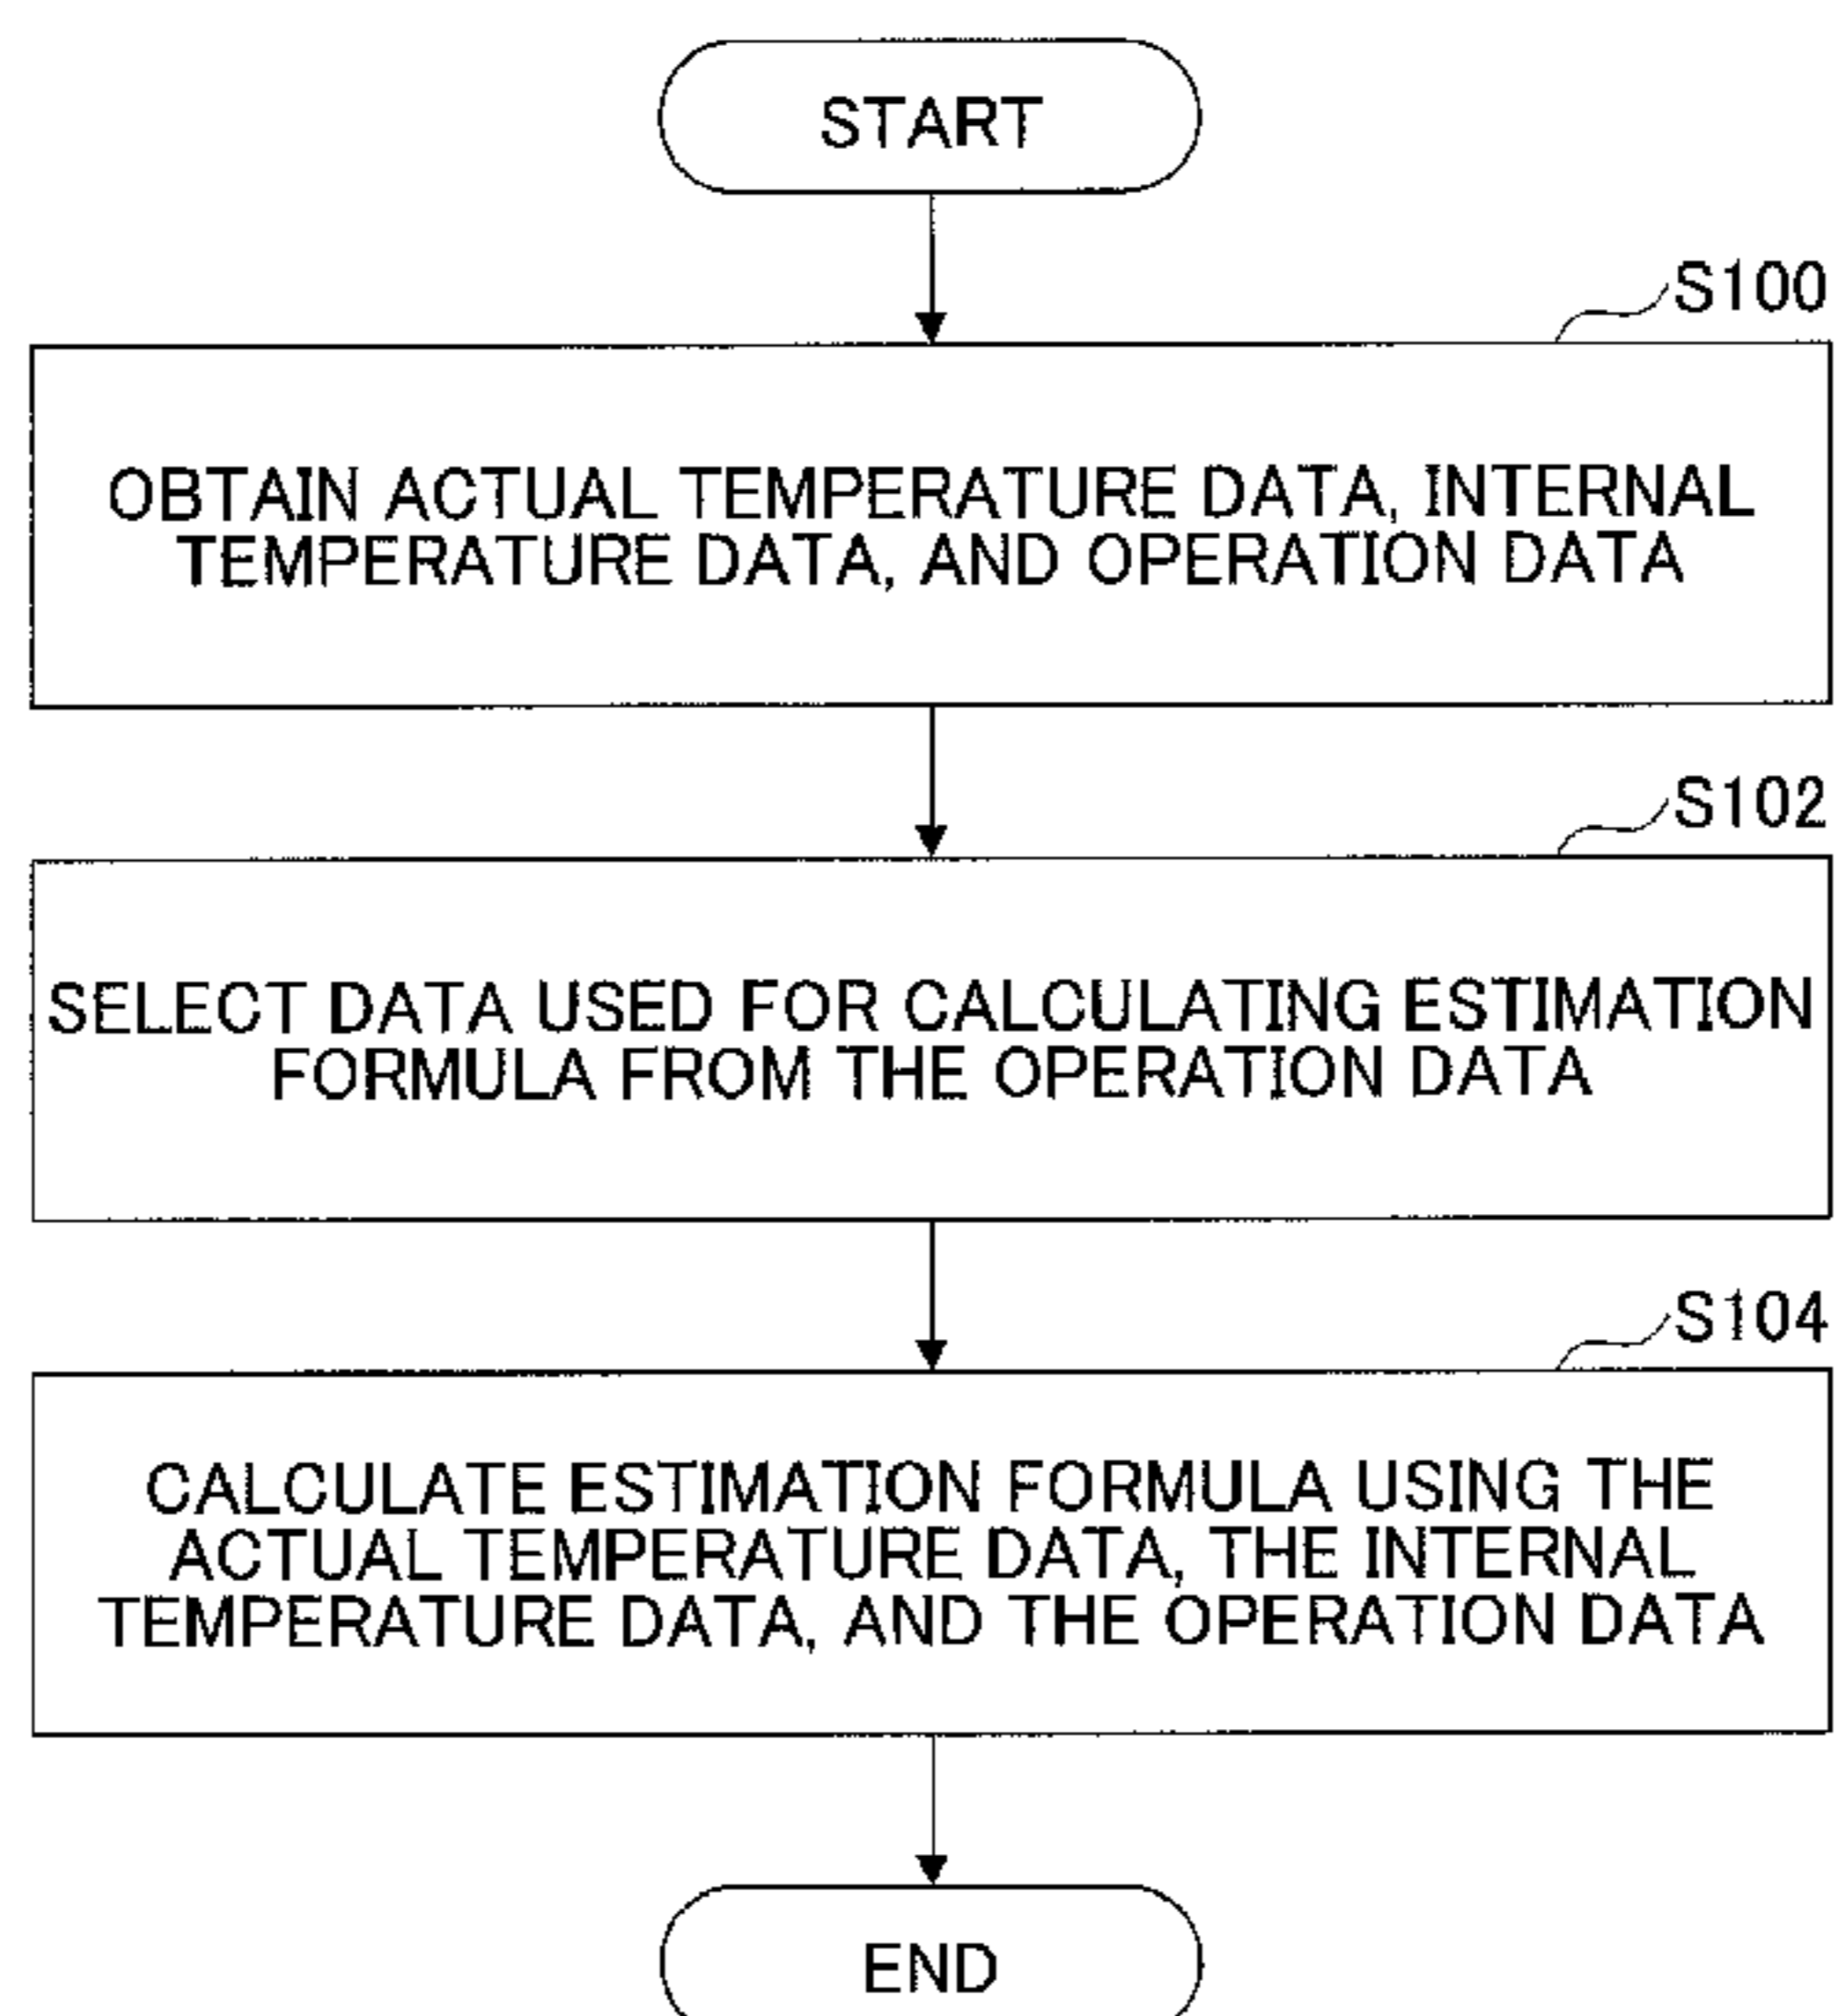 START
S100
OBTAIN ACTUAL TEMPERATURE DATA, INTERNAL
TEMPERATURE DATA, AND OPERATION DATA
S102
SELECT DATA USED FOR CALCULATING ESTIMATION
FORMULA FROM THE OPERATION DATA
S104
CALCULATE ESTIMATION FORMULA USING THE
ACTUAL TEMPERATURE DATA, THE INTERNAL
TEMPERATURE DATA, AND THE OPERATION DATA
END